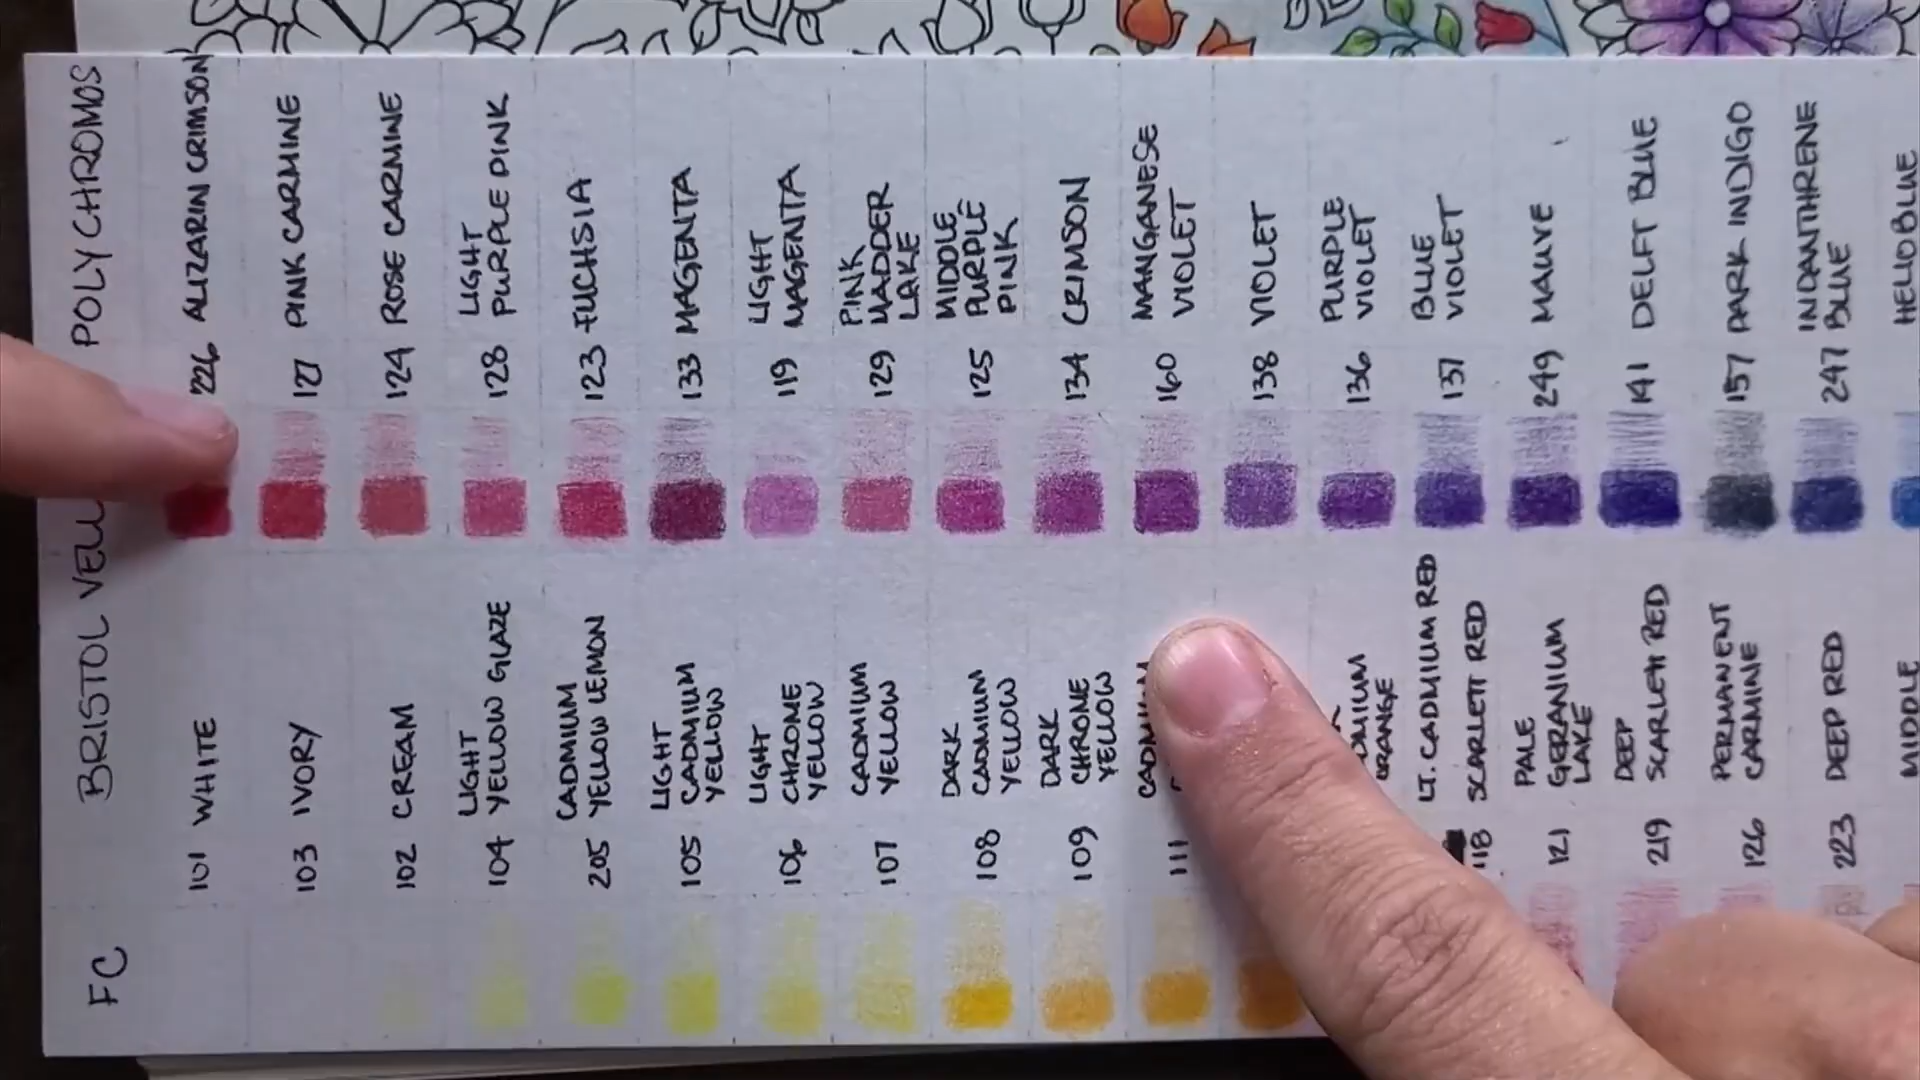 FC BRISTOL VELL POLYCHROMOS
101 WHITE
226 ALIZARIN CRIMSON
103 IVORY
127 PINK CARMINE
102 CREAM
124 ROSE CARMINE
LIGHT
104 YELLOW GLAZE
LIGHT
128 PURPLE PINK
CADMIUM
205 YELLOW LEMON
123 FUCHSIA
LIGHT
105 CADMIUM
YELLOW
133 MAGENTA
LIGHT
106 CHROME
YELLOW
LIGHT
119 MAGENTA
107 CADMIUM
YELLOW
PINK
129 MADDER
LAKE
DARK
108 CADMIUM
YELLOW
MIDDLE
125 PURPLE
PINK
DARK
109 CHROME
YELLOW
134 CRIMSON
CADMIUM
111
MANGANESE
160 VIOLET
138 VIOLET
ORANGE
PURPLE
136 VIOLET
LT. CADMIUM RED
118 SCARLETT RED
BLUE
137 VIOLET
PALE
121 GERANIUM
LAKE
249 MAUVE
DEEP
219 SCARLETT RED
141 DELFT BLUE
PERMANENT
126 CARMINE
157 DARK INDIGO
223 DEEP RED
INDANTHRENE
247 BLUE
MIDDLE
HELIOBLUE